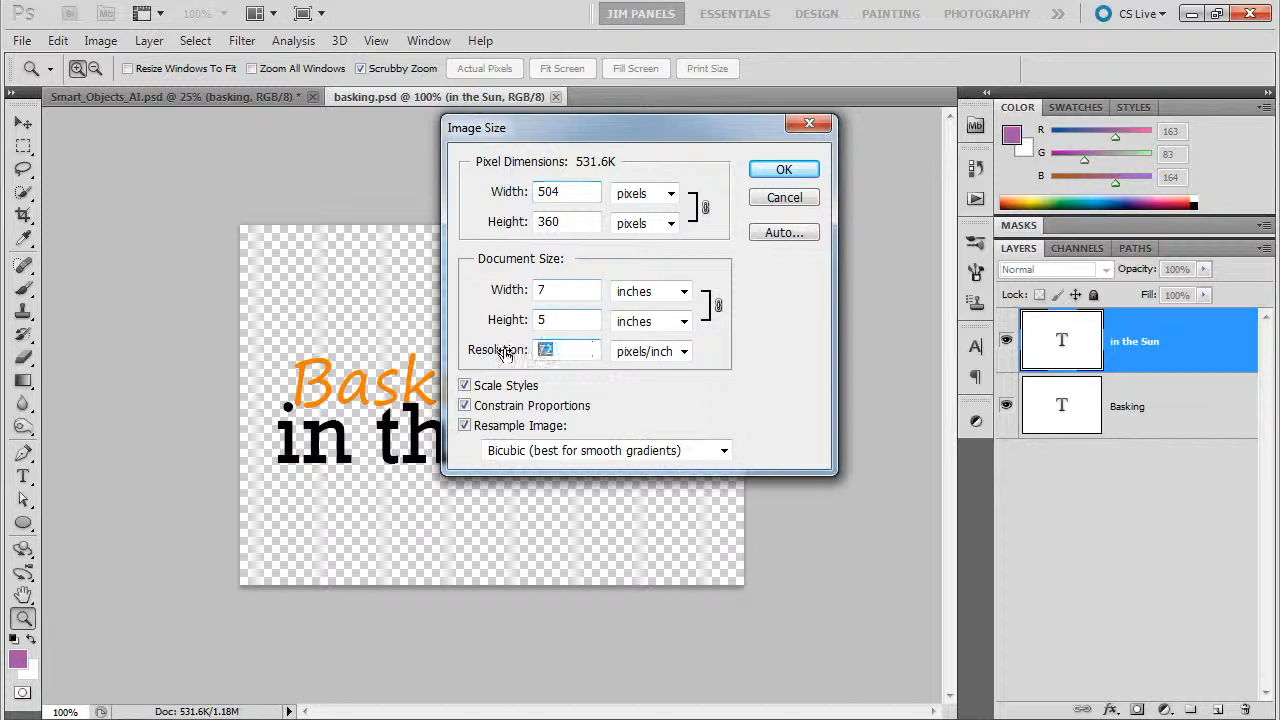 Ps Br Mb 100% JIM PANELS ESSENTIALS DESIGN PAINTING PHOTOGRAPHY CS Live
File Edit Image Layer Select Filter Analysis 3D View Window Help
Resize Windows To Fit Zoom All Windows Scrubby Zoom Actual Pixels Fit Screen Fill Screen Print Size
Smart_Objects_AI.psd @ 25% (basking, RGB/8) * basking.psd @ 100% (in the Sun, RGB/8)
Image Size
Pixel Dimensions: 531.6K
Width: 504 pixels
Height: 360 pixels
OK
Cancel
Auto...
Document Size:
Width: 7 inches
Height: 5 inches
Resolution: 72 pixels/inch
Scale Styles
Constrain Proportions
Resample Image:
Bicubic (best for smooth gradients)
Bask
in th
Mb
COLOR SWATCHES STYLES
R 163
G 83
B 164
MASKS
LAYERS CHANNELS PATHS
Normal Opacity: 100%
Lock: Fill: 100%
T in the Sun
T Basking
100% Doc: 531.6K/1.18M